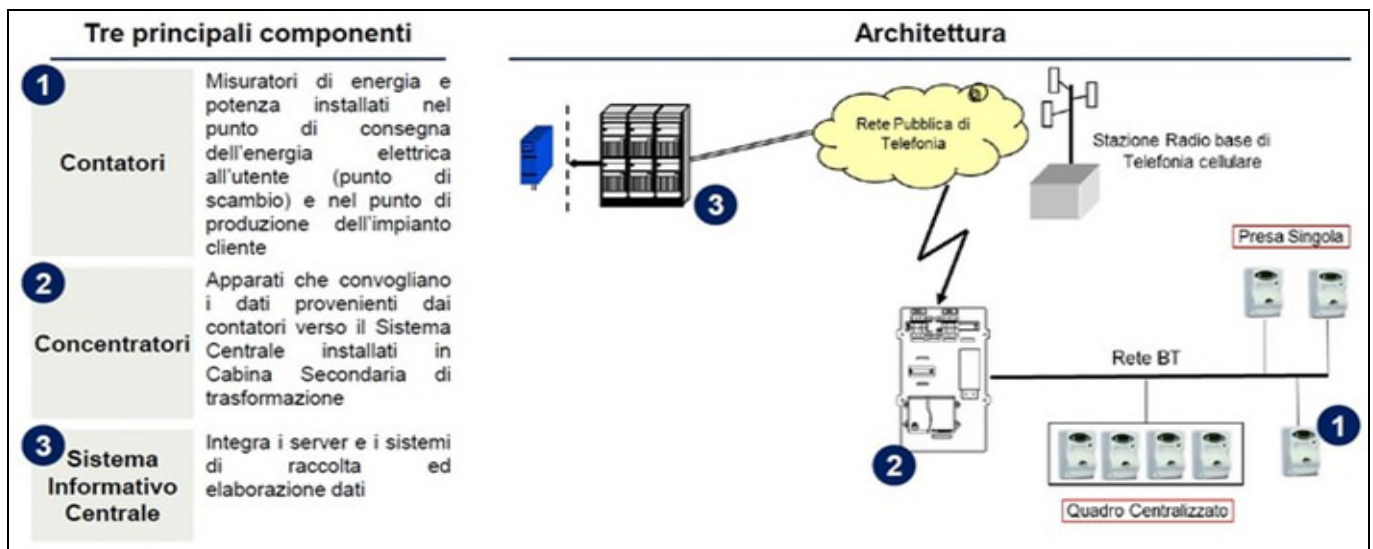 Tre principali componenti
1
Contatori
Misuratori di energia e
potenza installati nel
punto di consegna
dell'energia elettrica
all'utente (punto di
scambio) e nel punto di
produzione dell'impianto
cliente
2
Concentratori
Apparati che convogliano
i dati provenienti dai
contatori verso il Sistema
Centrale installati in
Cabina Secondaria di
trasformazione
3
Sistema
Informativo
Centrale
Integra i server e i sistemi
di raccolta ed
elaborazione dati
Architettura
Rete Pubblica di
Telefonia
Stazione Radio base di
Telefonia cellulare
3
Presa Singola
Rete BT
1
2
Quadro Centralizzato